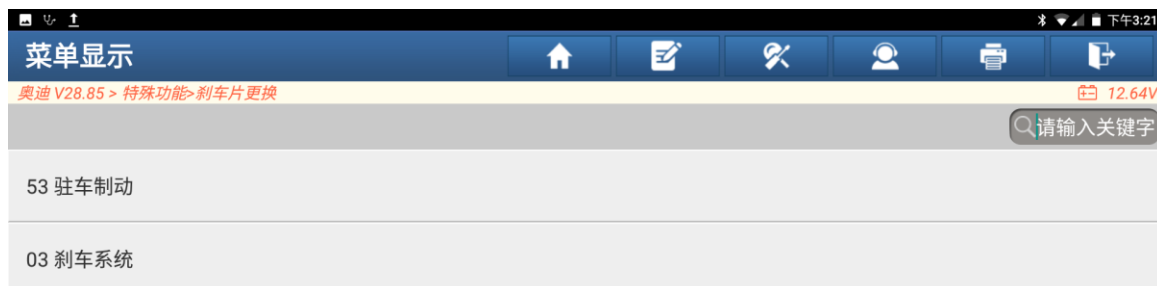 下午3:21
菜单显示
奥迪 V28.85 > 特殊功能>刹车片更换
12.64V
请输入关键字
53 驻车制动
03 刹车系统